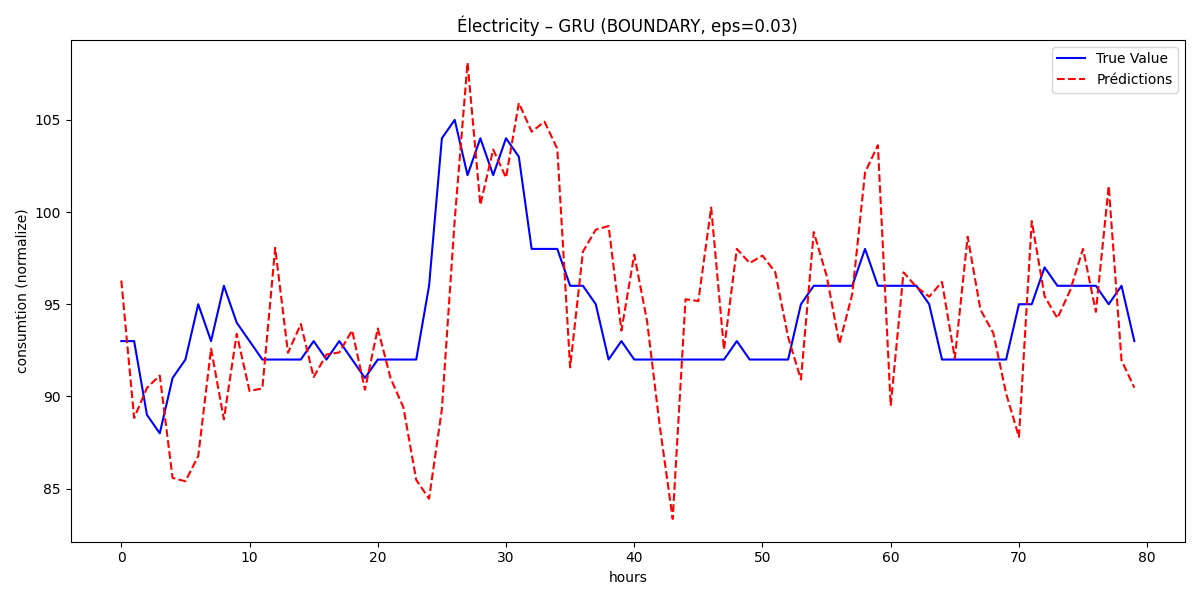 Électricity – GRU (BOUNDARY, eps=0.03)
True Value
Prédictions
consumtion (normalize)
105
100
95
90
85
0 10 20 30 40 50 60 70 80
hours